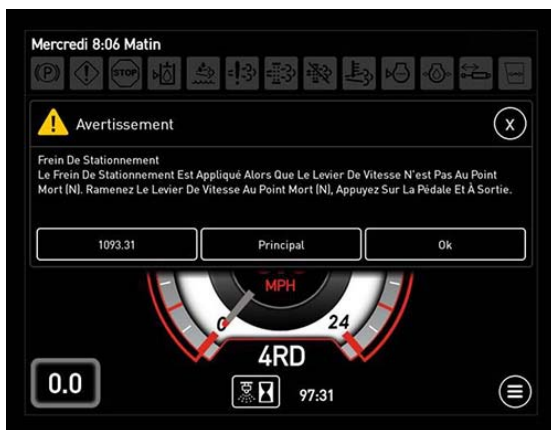 Mercredi 8:06 Matin
(P)
STOP
Avertissement
X
Frein De Stationnement
Le Frein De Stationnement Est Appliqué Alors Que Le Levier De Vitesse N'est Pas Au Point
Mort (N). Ramenez Le Levier De Vitesse Au Point Mort (N), Appuyez Sur La Pédale Et À Sortie.
1093.31
Principal
Ok
MPH
0
24
4RD
0.0
97:31